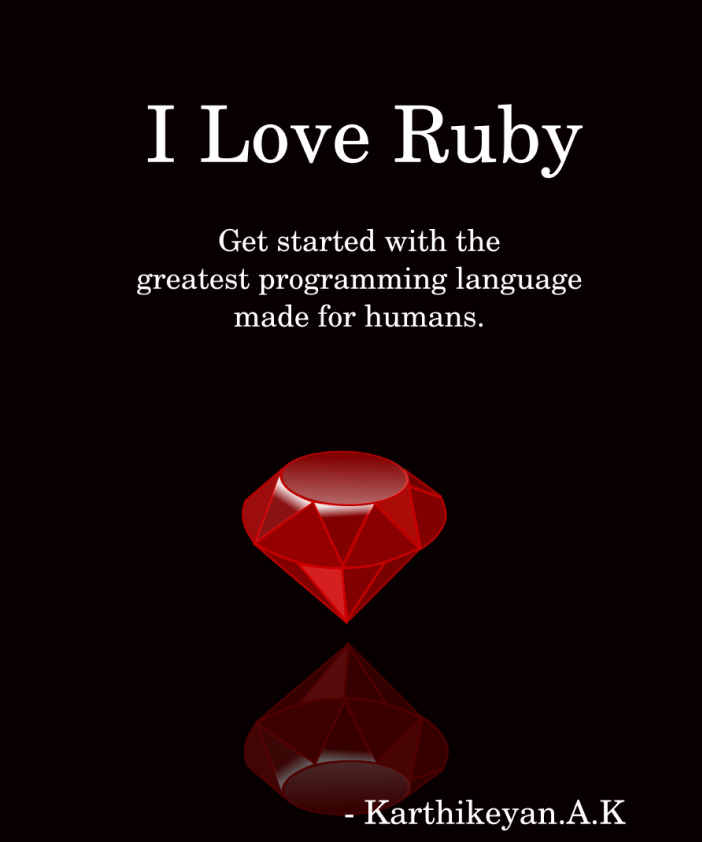 I Love Ruby
Get started with the
greatest programming language
made for humans.
- Karthikeyan.A.K